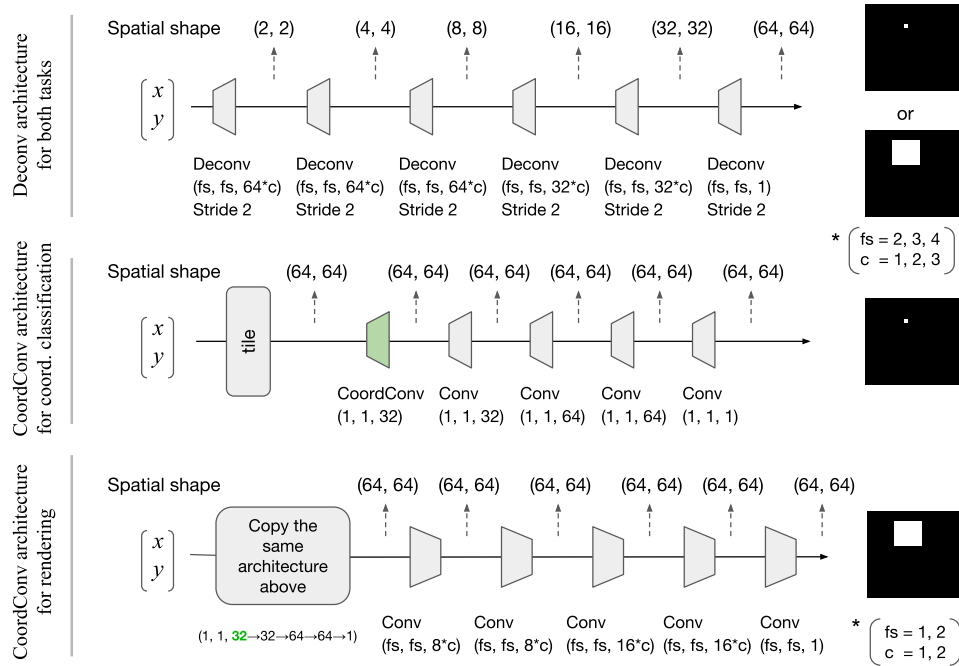 Deconv architecture
for both tasks
Spatial shape (2, 2) (4, 4) (8, 8) (16, 16) (32, 32) (64, 64)
x
y
or
Deconv Deconv Deconv Deconv Deconv Deconv
(fs, fs, 64*c) (fs, fs, 64*c) (fs, fs, 64*c) (fs, fs, 32*c) (fs, fs, 32*c) (fs, fs, 1)
Stride 2 Stride 2 Stride 2 Stride 2 Stride 2 Stride 2
* fs = 2, 3, 4
c = 1, 2, 3
CoordConv architecture
for coord. classification
Spatial shape (64, 64) (64, 64) (64, 64) (64, 64) (64, 64) (64, 64)
x
y
tile
CoordConv Conv Conv Conv Conv
(1, 1, 32) (1, 1, 32) (1, 1, 64) (1, 1, 64) (1, 1, 1)
CoordConv architecture
for rendering
Spatial shape (64, 64) (64, 64) (64, 64) (64, 64) (64, 64) (64, 64)
x
y
Copy the
same
architecture
above
(1, 1, 32→32→64→64→1)
Conv Conv Conv Conv Conv
(fs, fs, 8*c) (fs, fs, 8*c) (fs, fs, 16*c) (fs, fs, 16*c) (fs, fs, 1)
* fs = 1, 2
c = 1, 2